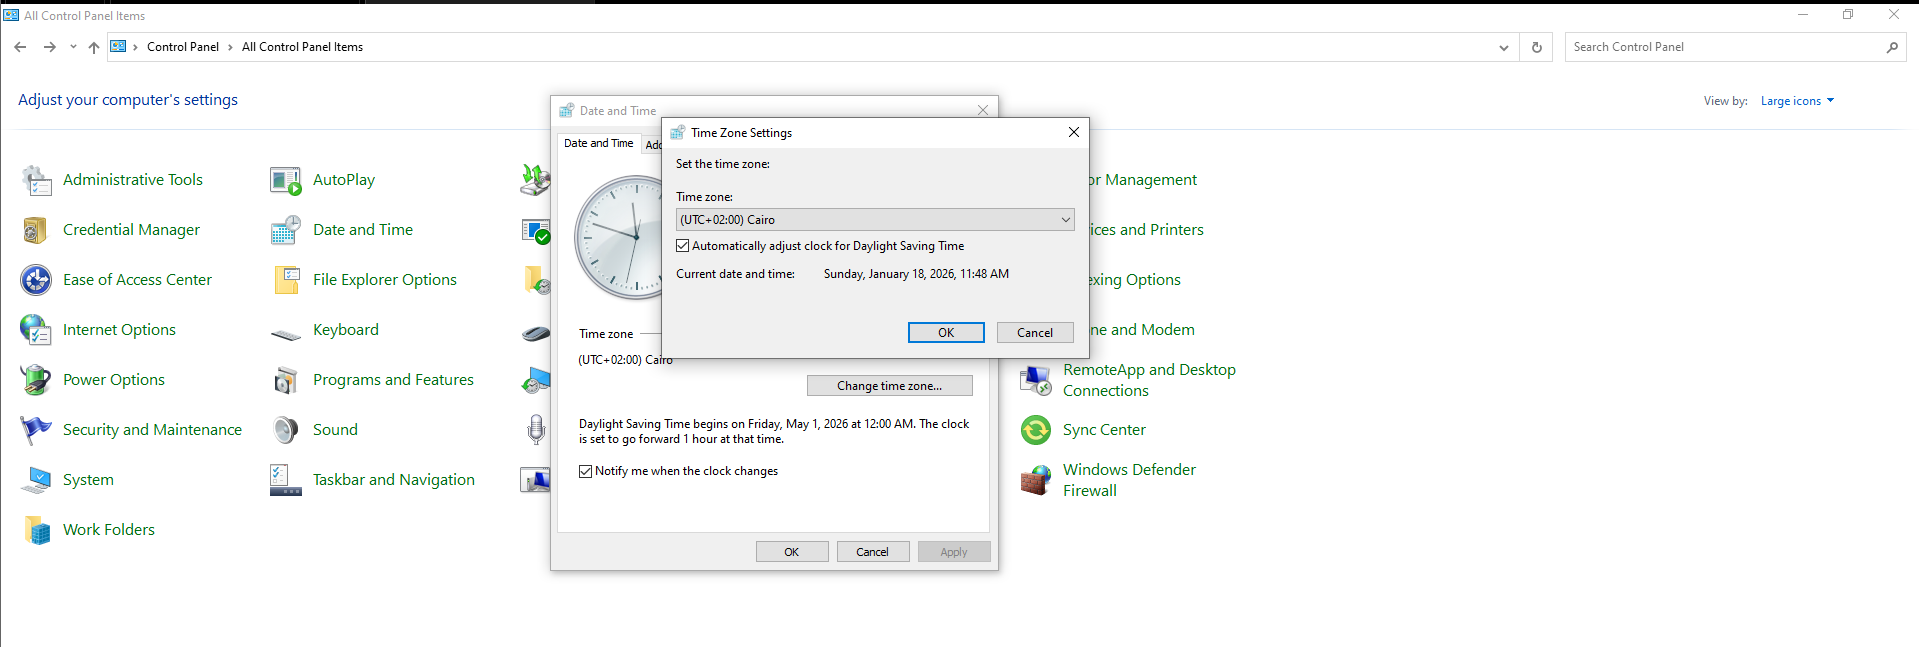 All Control Panel Items
Control Panel > All Control Panel Items
Search Control Panel
Adjust your computer's settings
View by: Large icons
Administrative Tools
AutoPlay
Credential Manager
Date and Time
Ease of Access Center
File Explorer Options
Internet Options
Keyboard
Power Options
Programs and Features
Security and Maintenance
Sound
System
Taskbar and Navigation
Work Folders
Date and Time
Date and Time
Time zone
(UTC+02:00) Cairo
Change time zone...
Daylight Saving Time begins on Friday, May 1, 2026 at 12:00 AM. The clock
is set to go forward 1 hour at that time.
Notify me when the clock changes
OK Cancel Apply
Time Zone Settings
Set the time zone:
Time zone:
(UTC+02:00) Cairo
Automatically adjust clock for Daylight Saving Time
Current date and time: Sunday, January 18, 2026, 11:48 AM
OK Cancel
Management
and Printers
Options
and Modem
RemoteApp and Desktop
Connections
Sync Center
Windows Defender
Firewall